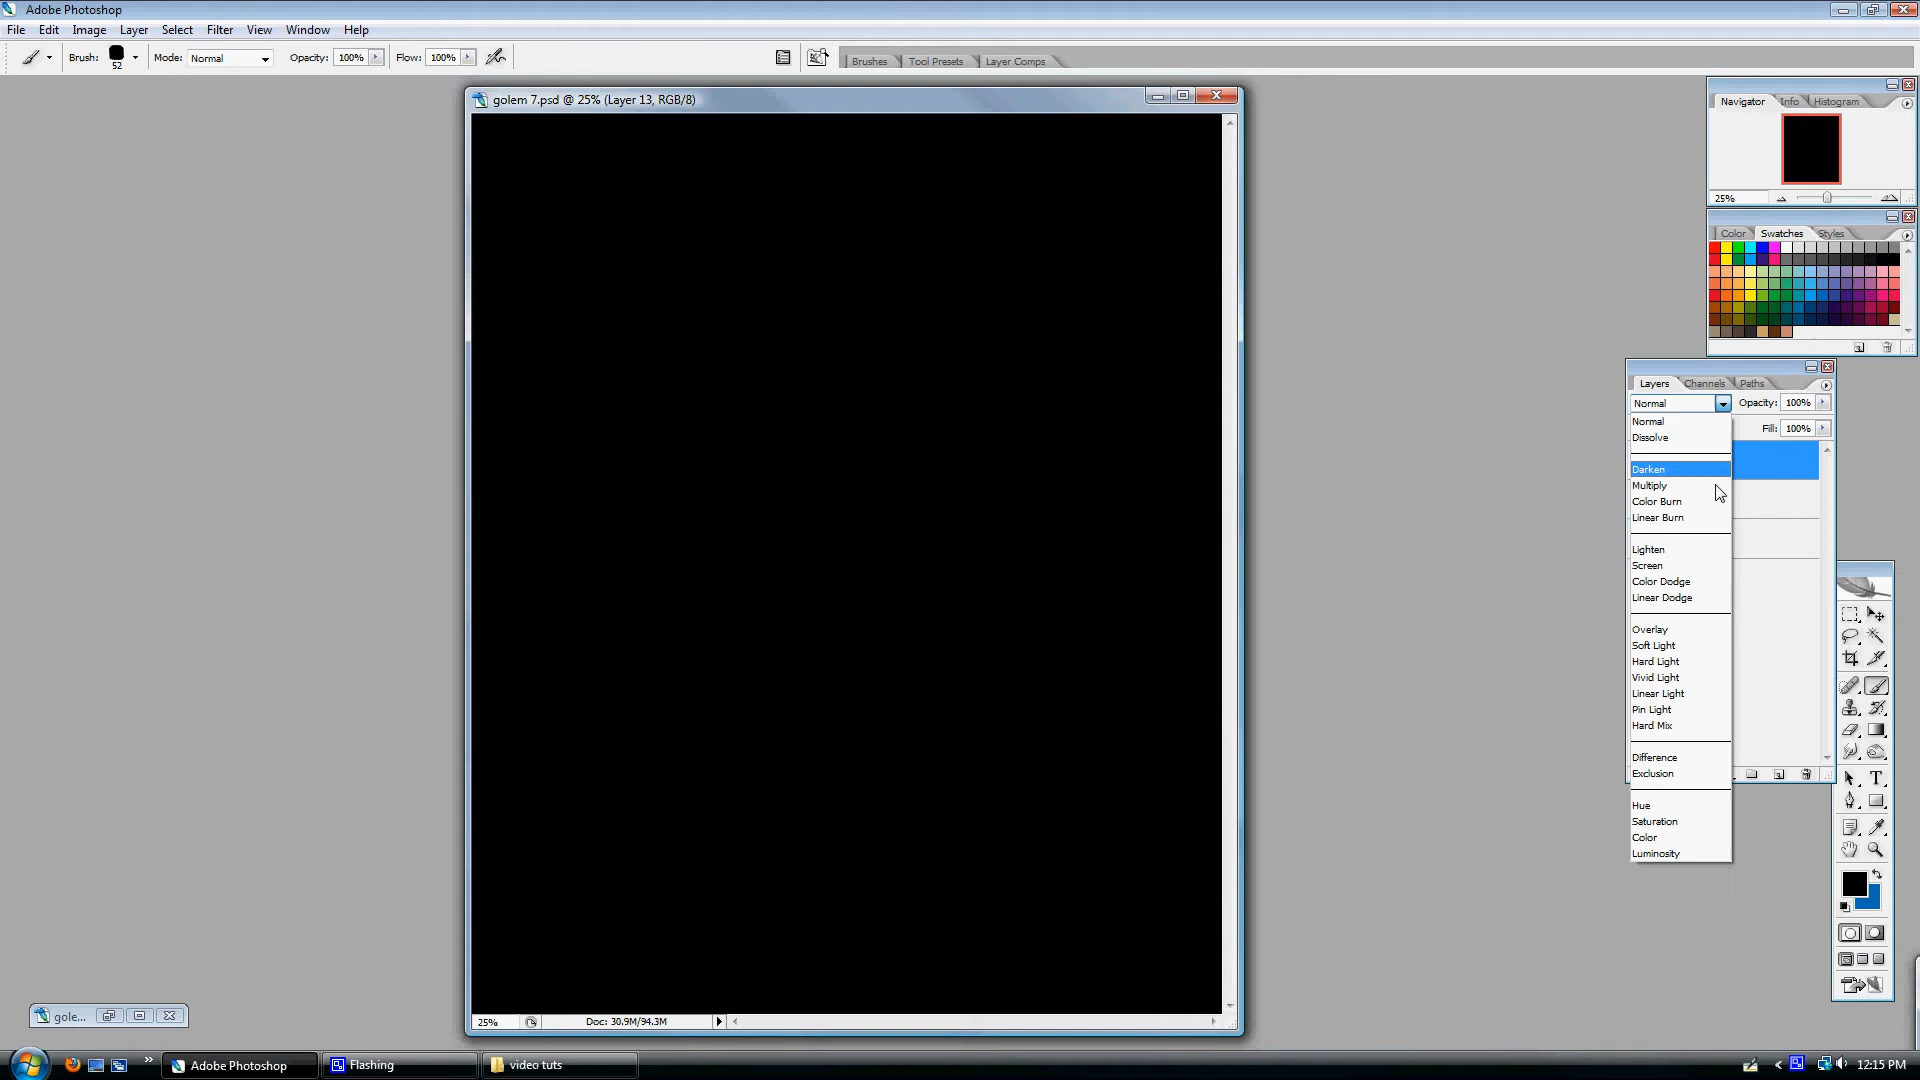 Adobe Photoshop
File Edit Image Layer Select Filter View Window Help
Brush: 52 Mode: Normal Opacity: 100% Flow: 100% Brushes Tool Presets Layer Comps
golem 7.psd @ 25% (Layer 13, RGB/8)
Navigator Info Histogram
25%
Color Swatches Styles
Layers Channels Paths
Normal Opacity: 100%
Fill: 100%
Normal
Dissolve
Darken
Multiply
Color Burn
Linear Burn
Lighten
Screen
Color Dodge
Linear Dodge
Overlay
Soft Light
Hard Light
Vivid Light
Linear Light
Pin Light
Hard Mix
Difference
Exclusion
Hue
Saturation
Color
Luminosity
T
gole...
25% Doc: 30.9M/94.3M
Adobe Photoshop Flashing video tuts 12:15 PM